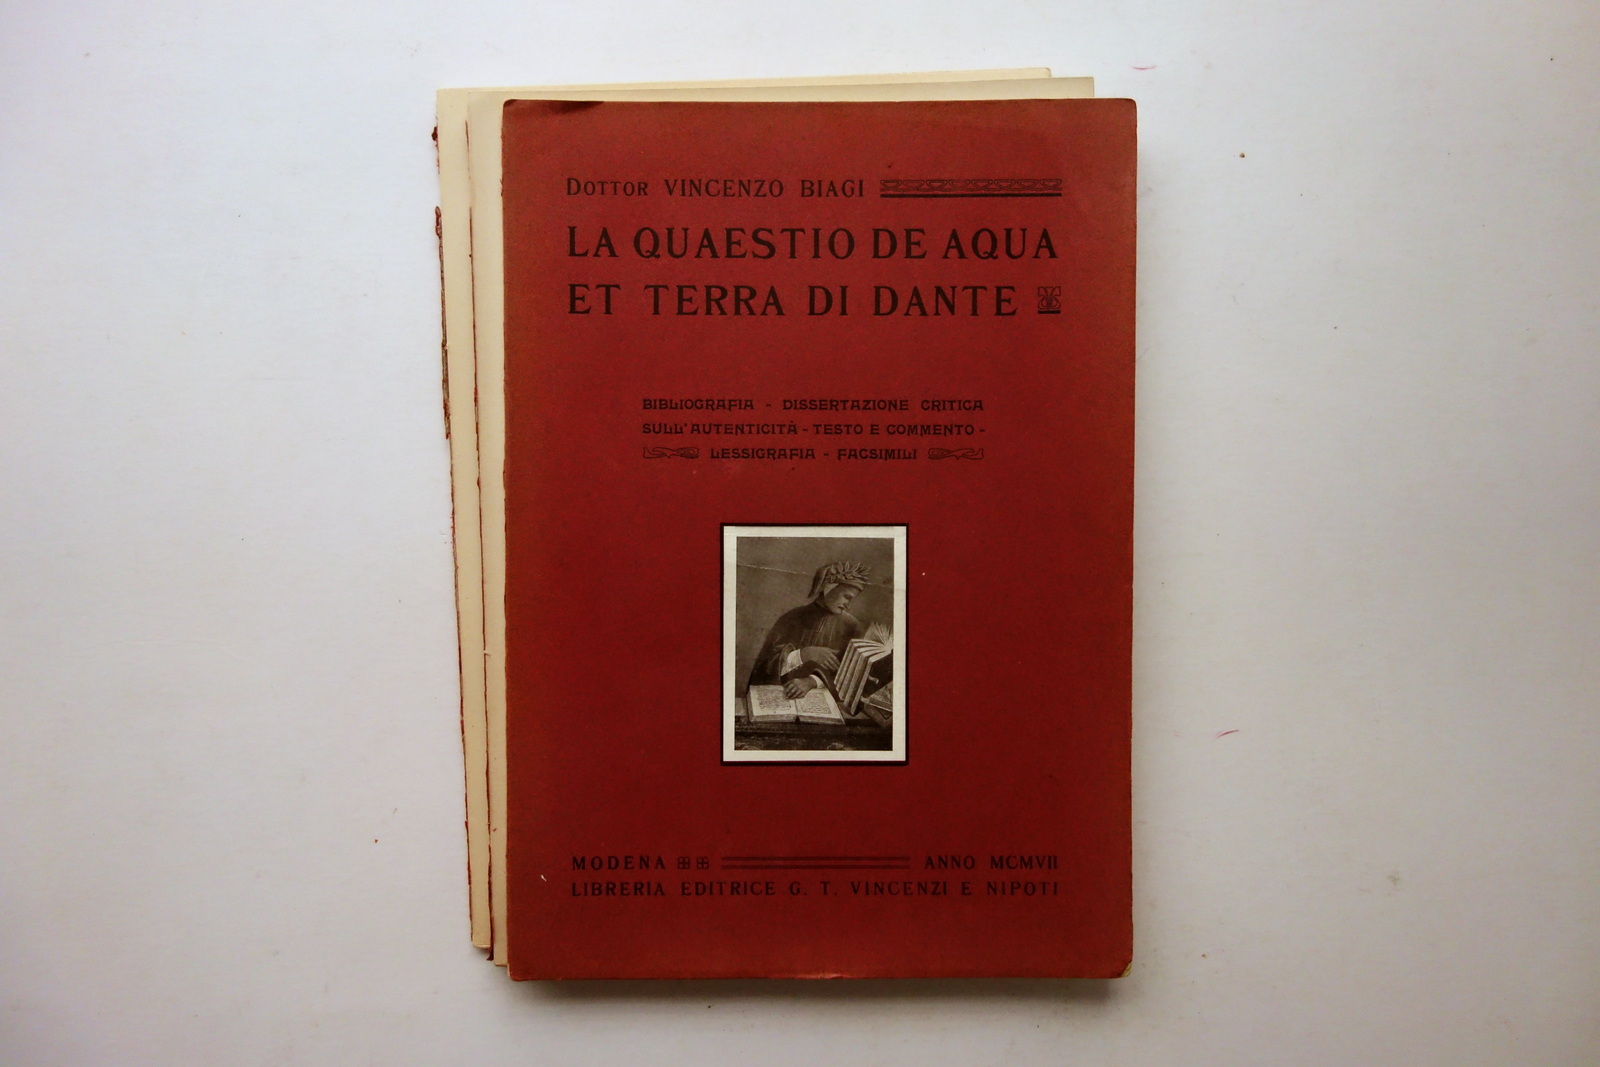 Dottor VINCENZO BIAGI
LA QUAESTIO DE AQUA
ET TERRA DI DANTE
BIBLIOGRAFIA - DISSERTAZIONE CRITICA
SULL'AUTENTICITÀ - TESTO E COMMENTO -
LESSIGRAFIA - FACSIMILI
MODENA ANNO MCMVII
LIBRERIA EDITRICE G. T. VINCENZI E NIPOTI